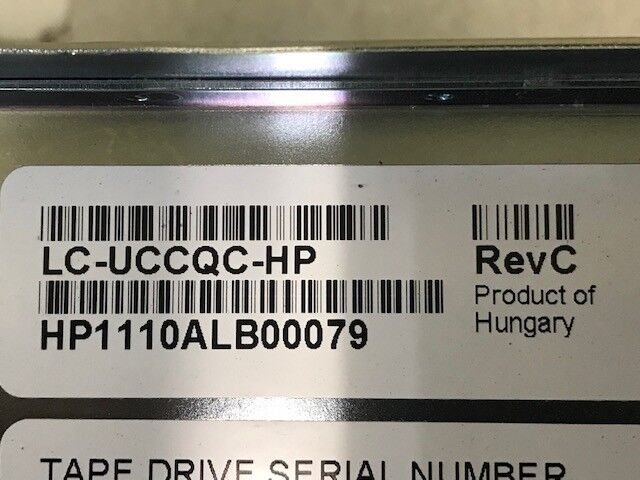 LC-UCCQC-HP
RevC
HP1110ALB00079
Product of
Hungary
TAPE DRIVE SERIAL NUMBER